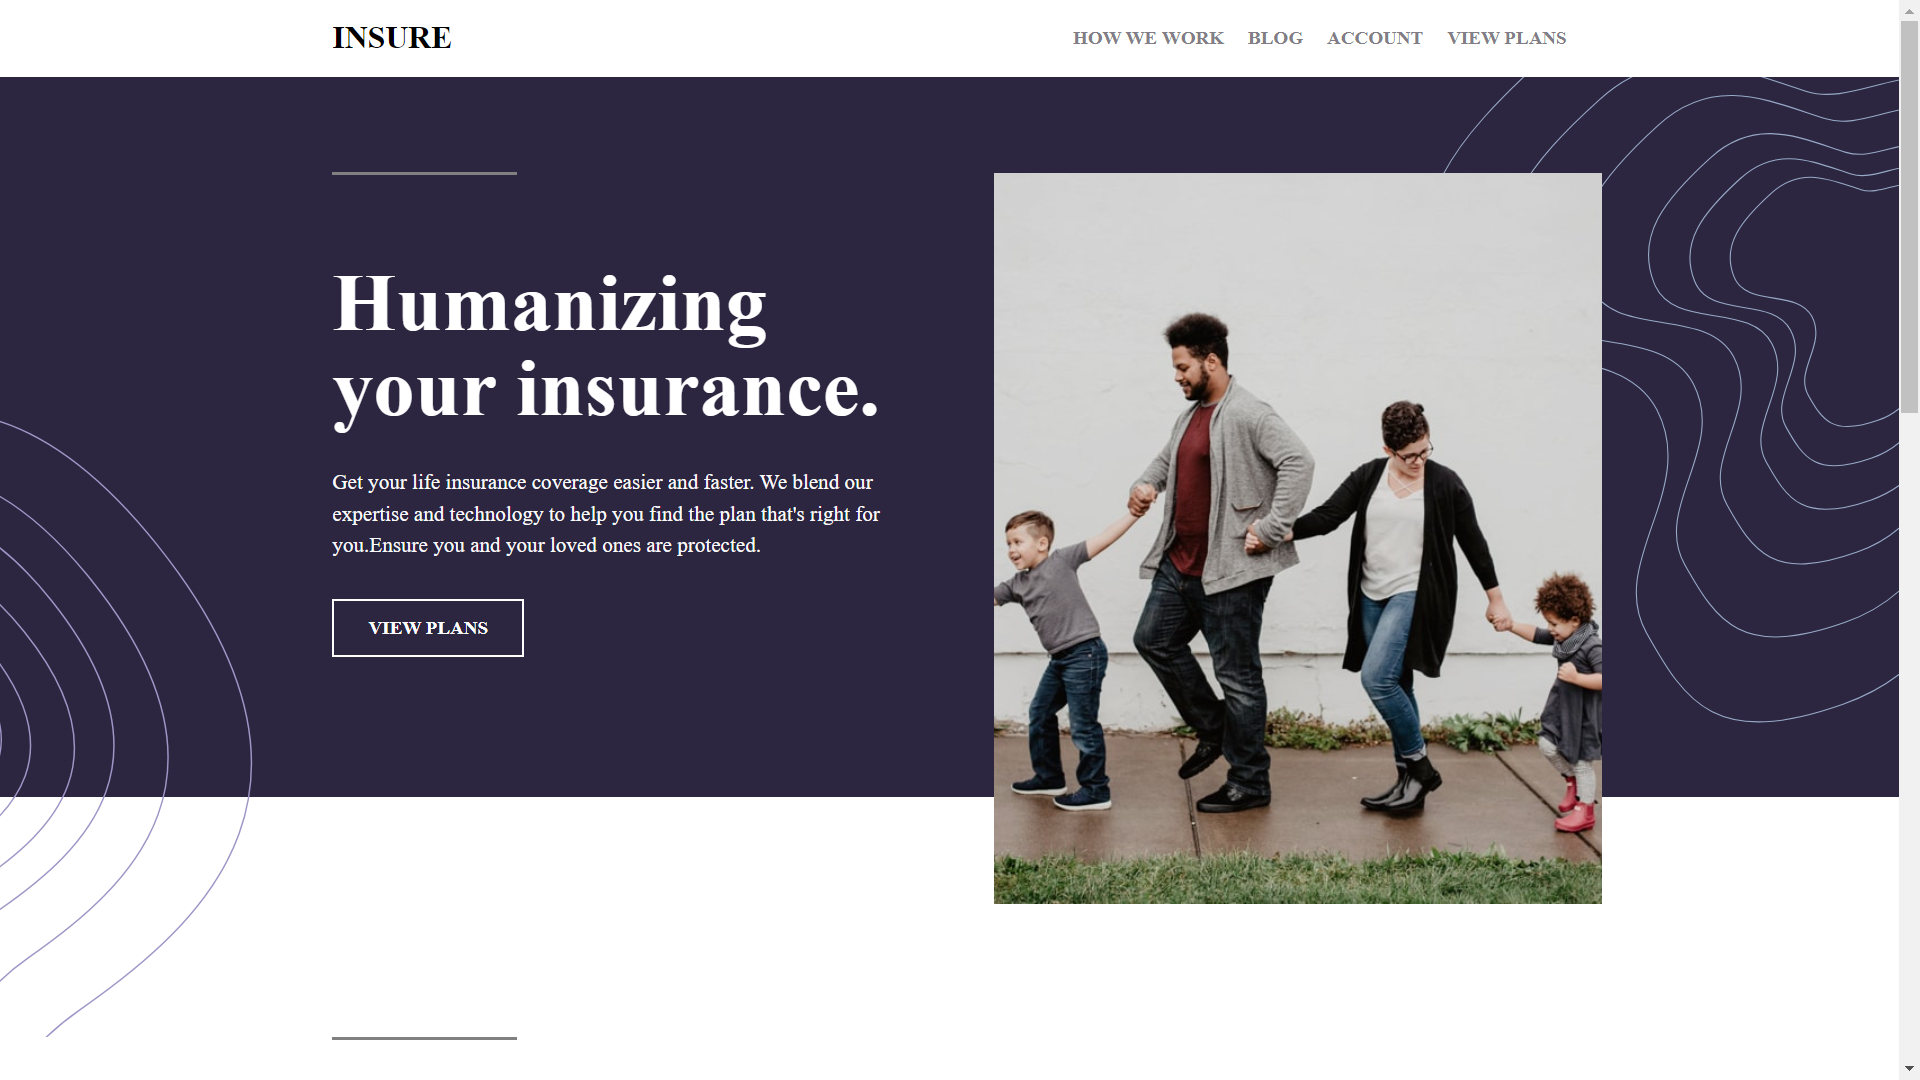 INSURE
HOW WE WORK BLOG ACCOUNT VIEW PLANS
Humanizing
your insurance.
Get your life insurance coverage easier and faster. We blend our
expertise and technology to help you find the plan that's right for
you.Ensure you and your loved ones are protected.
VIEW PLANS